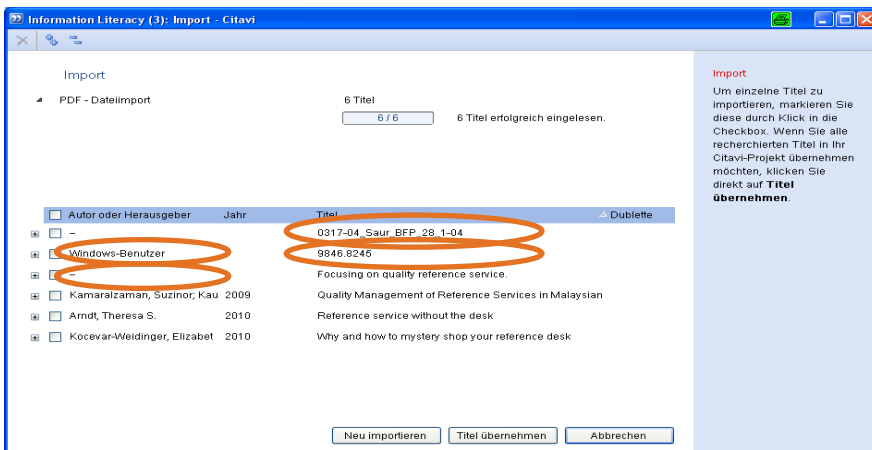 Information Literacy (3): Import - Citavi
Import
PDF - Dateiimport
6 Titel
6 / 6
6 Titel erfolgreich eingelesen.
Autor oder Herausgeber Jahr Titel Dublette
– 0317-04_Saur_BFP_28_1-04
Windows-Benutzer 9846.8245
– Focusing on quality reference service.
Kamaralzaman, Suzinor; Kau 2009 Quality Management of Reference Services in Malaysian
Arndt, Theresa S. 2010 Reference service without the desk
Kocevar-Weidinger, Elizabet 2010 Why and how to mystery shop your reference desk
Neu importieren Titel übernehmen Abbrechen
Import
Um einzelne Titel zu
importieren, markieren Sie
diese durch Klick in die
Checkbox. Wenn Sie alle
recherchierten Titel in Ihr
Citavi-Projekt übernehmen
möchten, klicken Sie
direkt auf Titel
übernehmen.